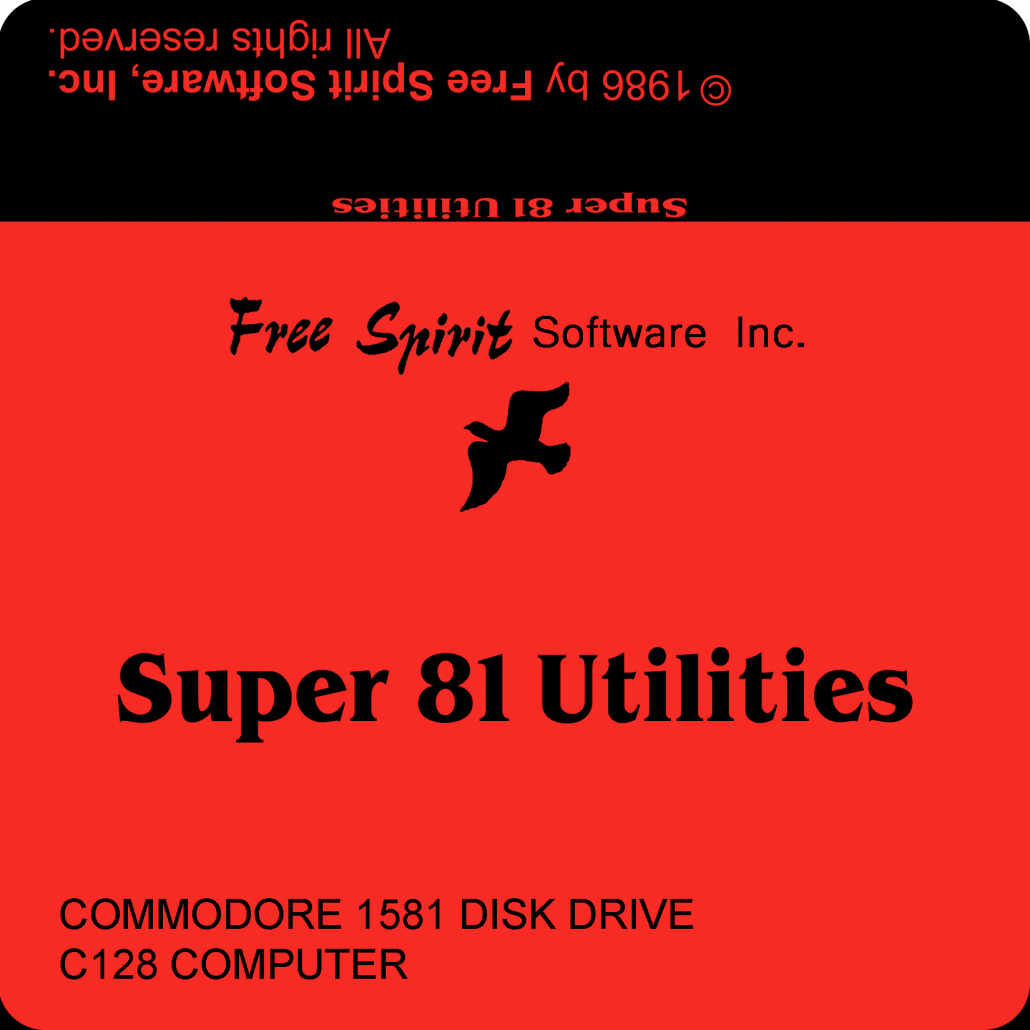 © 1986 by Free Spirit Software, Inc.
All rights reserved.
Super 81 Utilities
Free Spirit Software Inc.
Super 81 Utilities
COMMODORE 1581 DISK DRIVE
C128 COMPUTER